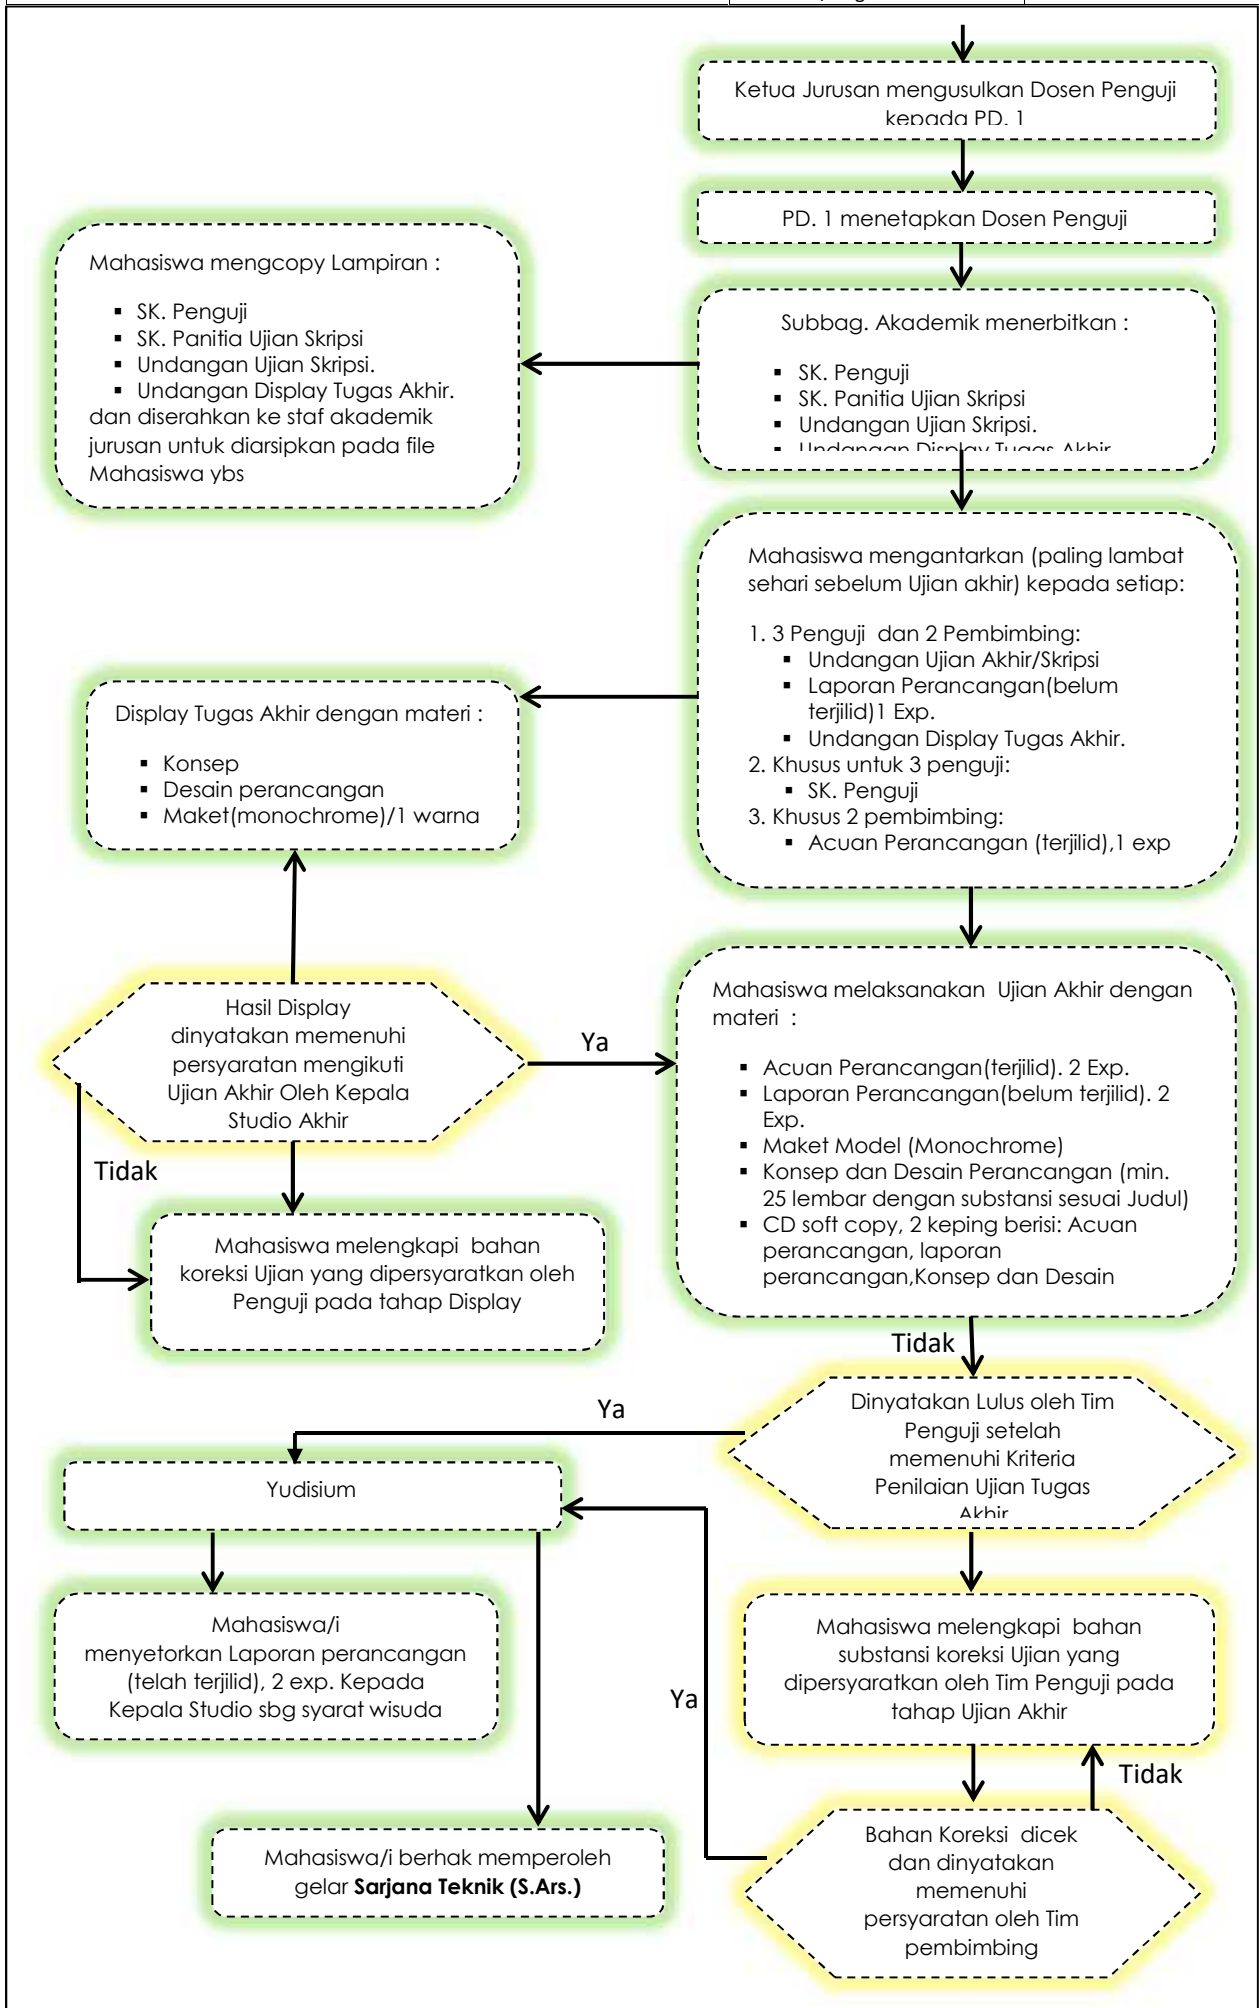 Ketua Jurusan mengusulkan Dosen Penguji
kepada PD. 1
PD. 1 menetapkan Dosen Penguji
Mahasiswa mengcopy Lampiran :
▪ SK. Penguji
▪ SK. Panitia Ujian Skripsi
▪ Undangan Ujian Skripsi.
▪ Undangan Display Tugas Akhir.
dan diserahkan ke staf akademik
jurusan untuk diarsipkan pada file
Mahasiswa ybs
Subbag. Akademik menerbitkan :
▪ SK. Penguji
▪ SK. Panitia Ujian Skripsi
▪ Undangan Ujian Skripsi.
▪ Undangan Display Tugas Akhir
Mahasiswa mengantarkan (paling lambat
sehari sebelum Ujian akhir) kepada setiap:
1. 3 Penguji dan 2 Pembimbing:
▪ Undangan Ujian Akhir/Skripsi
▪ Laporan Perancangan(belum
terjilid)1 Exp.
▪ Undangan Display Tugas Akhir.
2. Khusus untuk 3 penguji:
▪ SK. Penguji
3. Khusus 2 pembimbing:
▪ Acuan Perancangan (terjilid),1 exp
Display Tugas Akhir dengan materi :
▪ Konsep
▪ Desain perancangan
▪ Maket(monochrome)/1 warna
Hasil Display
dinyatakan memenuhi
persyaratan mengikuti
Ujian Akhir Oleh Kepala
Studio Akhir
Ya
Tidak
Mahasiswa melaksanakan Ujian Akhir dengan
materi :
▪ Acuan Perancangan(terjilid). 2 Exp.
▪ Laporan Perancangan(belum terjilid). 2
Exp.
▪ Maket Model (Monochrome)
▪ Konsep dan Desain Perancangan (min.
25 lembar dengan substansi sesuai Judul)
▪ CD soft copy, 2 keping berisi: Acuan
perancangan, laporan
perancangan,Konsep dan Desain
Mahasiswa melengkapi bahan
koreksi Ujian yang dipersyaratkan oleh
Penguji pada tahap Display
Tidak
Dinyatakan Lulus oleh Tim
Penguji setelah
memenuhi Kriteria
Penilaian Ujian Tugas
Akhir
Ya
Yudisium
Mahasiswa/i
menyetorkan Laporan perancangan
(telah terjilid), 2 exp. Kepada
Kepala Studio sbg syarat wisuda
Mahasiswa melengkapi bahan
substansi koreksi Ujian yang
dipersyaratkan oleh Tim Penguji pada
tahap Ujian Akhir
Ya
Tidak
Mahasiswa/i berhak memperoleh
gelar Sarjana Teknik (S.Ars.)
Bahan Koreksi dicek
dan dinyatakan
memenuhi
persyaratan oleh Tim
pembimbing